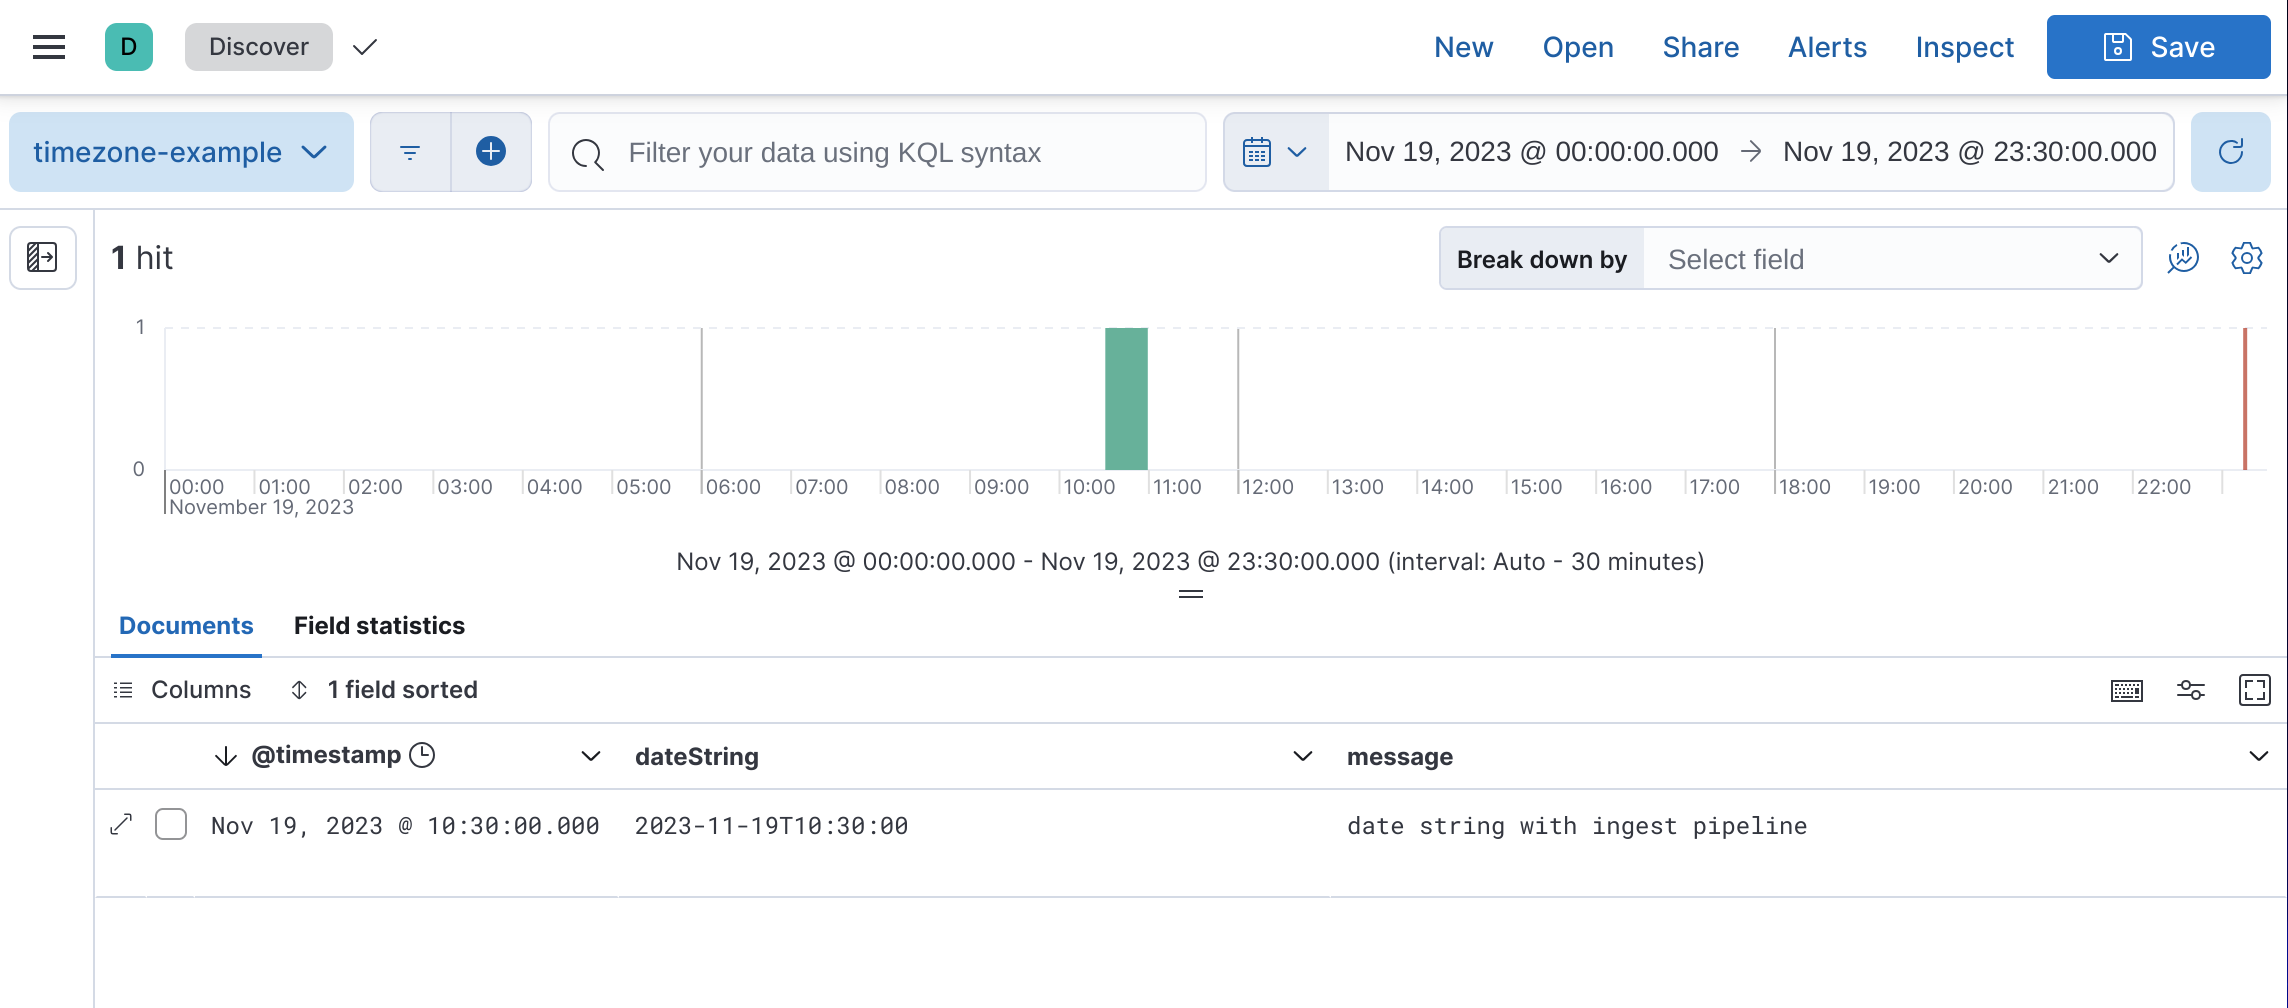 D Discover New Open Share Alerts Inspect Save
timezone-example Filter your data using KQL syntax Nov 19, 2023 @ 00:00:00.000 → Nov 19, 2023 @ 23:30:00.000
1 hit Break down by Select field
1
0
00:00 01:00 02:00 03:00 04:00 05:00 06:00 07:00 08:00 09:00 10:00 11:00 12:00 13:00 14:00 15:00 16:00 17:00 18:00 19:00 20:00 21:00 22:00
November 19, 2023
Nov 19, 2023 @ 00:00:00.000 - Nov 19, 2023 @ 23:30:00.000 (interval: Auto - 30 minutes)
Documents Field statistics
Columns 1 field sorted
@timestamp dateString message
Nov 19, 2023 @ 10:30:00.000 2023-11-19T10:30:00 date string with ingest pipeline